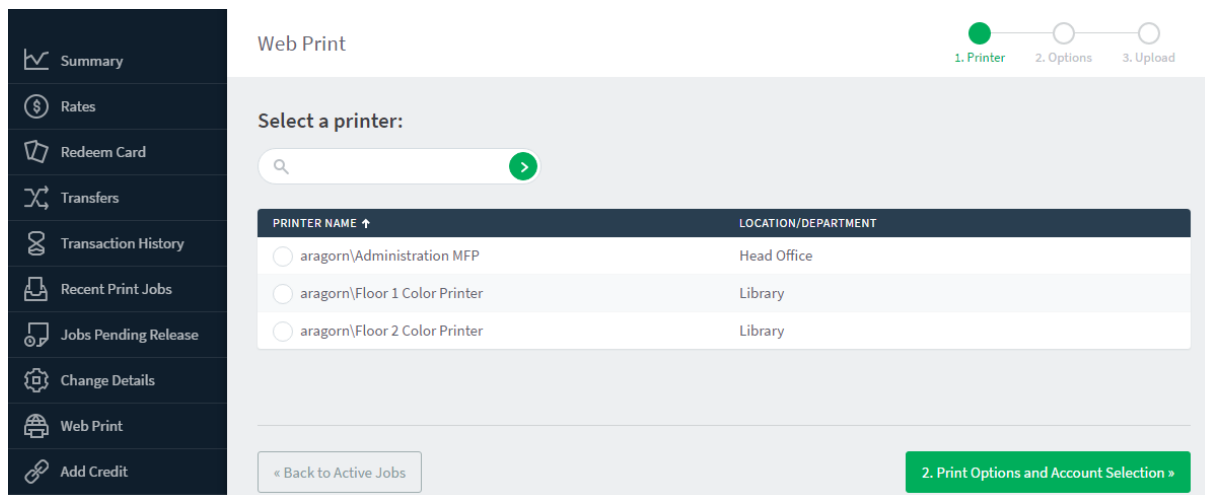 Summary
Rates
Redeem Card
Transfers
Transaction History
Recent Print Jobs
Jobs Pending Release
Change Details
Web Print
Add Credit
Web Print
1. Printer 2. Options 3. Upload
Select a printer:
PRINTER NAME LOCATION/DEPARTMENT
aragorn\Administration MFP Head Office
aragorn\Floor 1 Color Printer Library
aragorn\Floor 2 Color Printer Library
« Back to Active Jobs 2. Print Options and Account Selection »